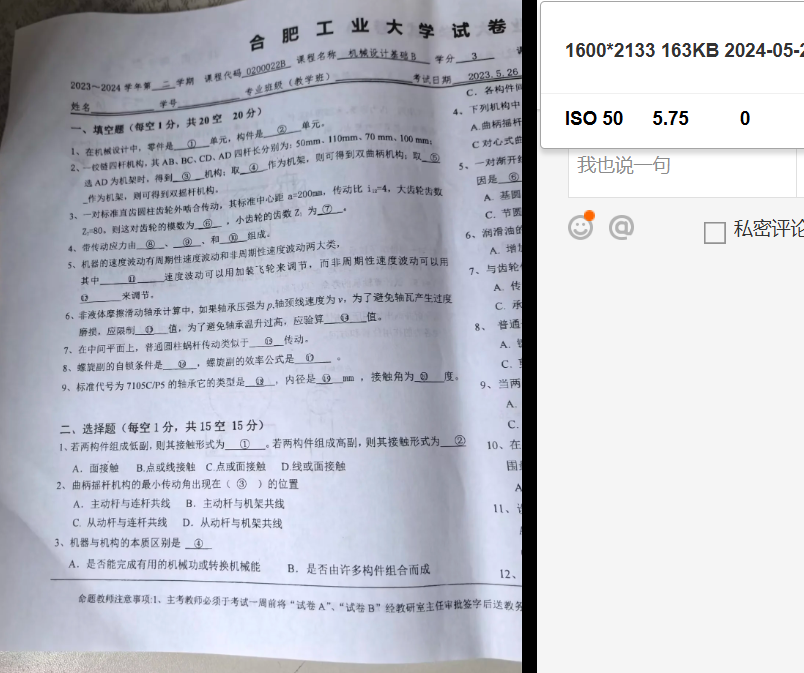 合肥工业大学试卷
2023～2024 学年第 二 学期 课程代码 0200022B 课程名称 机械设计基础 B 学分 3
姓名 学号 专业班级（教学班） 考试日期 2023.5.26
一、填空题（每空 1 分，共 20 空 20 分）
1、在机械设计中，零件是 ① 单元，构件是 ② 单元。
2、一铰链四杆机构，其 AB、BC、CD、AD 四杆长分别为: 50mm、110mm、70 mm、100 mm;
选 AD 为机架时，得到 ③ 机构；取 ④ 作为机架，则可得到双曲柄机构；取 ⑤
作为机架，则可得到双摇杆机构。
3、一对标准直齿圆柱齿轮外啮合传动，其标准中心距 a=200mm，传动比 i₁₂=4，大齿轮齿数
Z₂=80，则这对齿轮的模数为 ⑥ ，小齿轮的齿数 Z₁ 为 ⑦ 。
4、带传动应力由 ⑧ 、 ⑨ 、和 ⑩ 组成。
5、机器的速度波动有周期性速度波动和非周期性速度波动两大类，
其中 ⑪ 速度波动可以用加装飞轮来调节，而非周期性速度波动可以用
⑫ 来调节。
6、非液体摩擦滑动轴承计算中，如果轴承压强为 p,轴颈线速度为 v，为了避免轴瓦产生过度
磨损，应限制 ⑬ 值，为了避免轴承温升过高，应验算 ⑭ 值。
7、在中间平面上，普通圆柱蜗杆传动类似于 ⑮ 传动。
8、螺旋副的自锁条件是 ⑯ ，螺旋副的效率公式是 ⑰ 。
9、标准代号为 7105C/P5 的轴承它的类型是 ⑱ ，内径是 ⑲ mm ，接触角为 ⑳ 度。
二、选择题（每空 1 分，共 15 空 15 分）
1、若两构件组成低副，则其接触形式为 ① 。若两构件组成高副，则其接触形式为 ②
A．面接触 B.点或线接触 C.点或面接触 D.线或面接触
2、曲柄摇杆机构的最小传动角出现在（ ③ ）的位置
A．主动杆与连杆共线 B．主动杆与机架共线
C. 从动杆与连杆共线 D．从动杆与机架共线
3、机器与机构的本质区别是 ④
A．是否能完成有用的机械功或转换机械能 B．是否由许多构件组合而成
命题教师注意事项:1、主考教师必须于考试一周前将“试卷 A”、“试卷 B”经教研室主任审批签字后送教务
C．各构件间
4、下列机构中
A.曲柄摇杆
C 对心式曲
5、一对渐开线
因是 ⑥
A．基圆
C．节圆
6、润滑油的
A．增
7、与齿轮
A．传
C．承
8、普通
A.
C.
9、当两
A.
C.
10、在
A
11、
12、
1600*2133 163KB 2024-05-2
ISO 50 5.75 0
我也说一句
@
私密评论